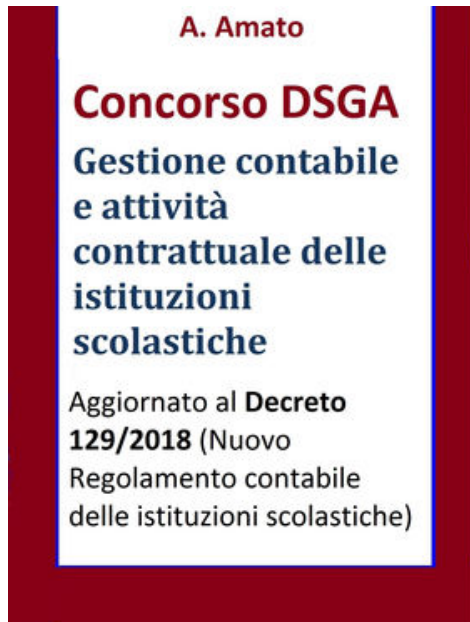 A. Amato
Concorso DSGA
Gestione contabile
e attività
contrattuale delle
istituzioni
scolastiche
Aggiornato al Decreto
129/2018 (Nuovo
Regolamento contabile
delle istituzioni scolastiche)